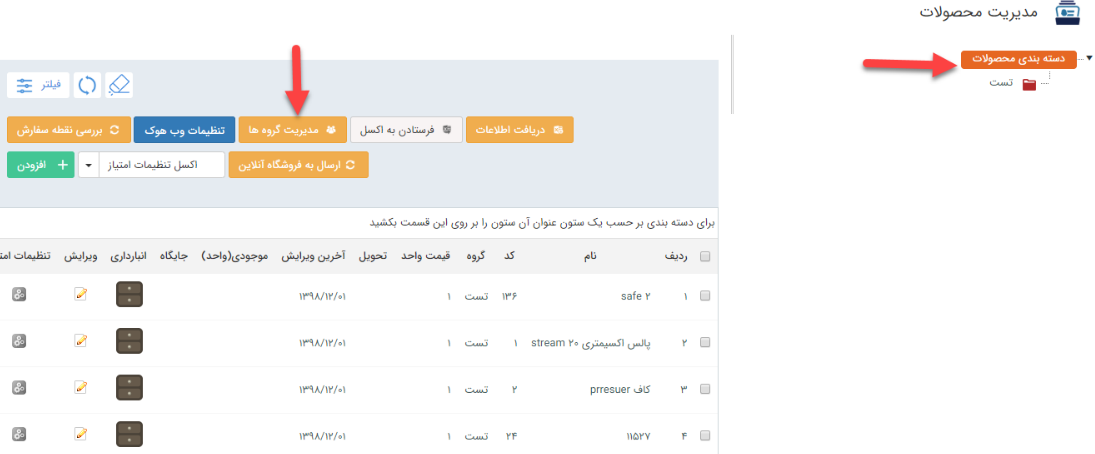 مدیریت محصولات
دسته بندی محصولات
تست
فیلتر
دریافت اطلاعات فرستادن به اکسل مدیریت گروه ها تنظیمات وب هوک بررسی نقطه سفارش
ارسال به فروشگاه آنلاین اکسل تنظیمات امتیاز افزودن
برای دسته بندی بر حسب یک ستون عنوان آن ستون را بر روی این قسمت بکشید
ردیف نام کد گروه قیمت واحد تحویل آخرین ویرایش موجودی(واحد) جایگاه انبارداری ویرایش تنظیمات امت
۱ safe ۲ ۱۳۶ تست ۱ ۱۳۹۸/۱۲/۰۱
۲ پالس اکسیمتری stream ۲۰ ۱ تست ۱ ۱۳۹۸/۱۲/۰۱
۳ کاف prresuer ۲ تست ۱ ۱۳۹۸/۱۲/۰۱
۴ ۱۱۵۲۷ ۲۴ تست ۱ ۱۳۹۸/۱۲/۰۱